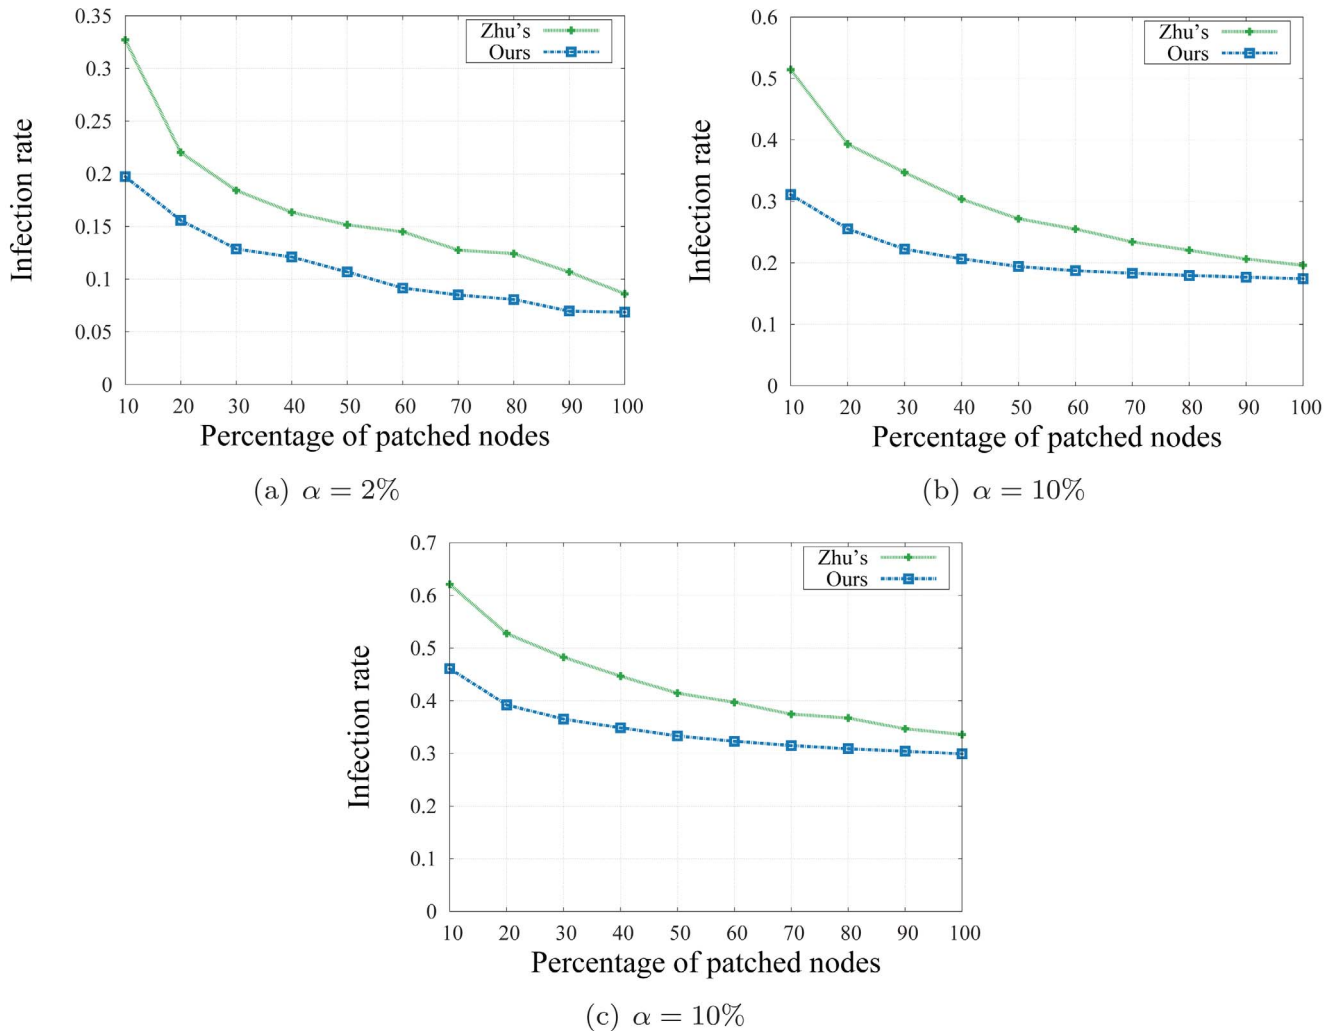 0.35
0.3
0.25
0.2
0.15
0.1
0.05
0
Infection rate
Zhu's
Ours
10 20 30 40 50 60 70 80 90 100
Percentage of patched nodes
(a) α = 2%
0.6
0.5
0.4
0.3
0.2
0.1
0
Infection rate
Zhu's
Ours
10 20 30 40 50 60 70 80 90 100
Percentage of patched nodes
(b) α = 10%
0.7
0.6
0.5
0.4
0.3
0.2
0.1
0
Infection rate
Zhu's
Ours
10 20 30 40 50 60 70 80 90 100
Percentage of patched nodes
(c) α = 10%